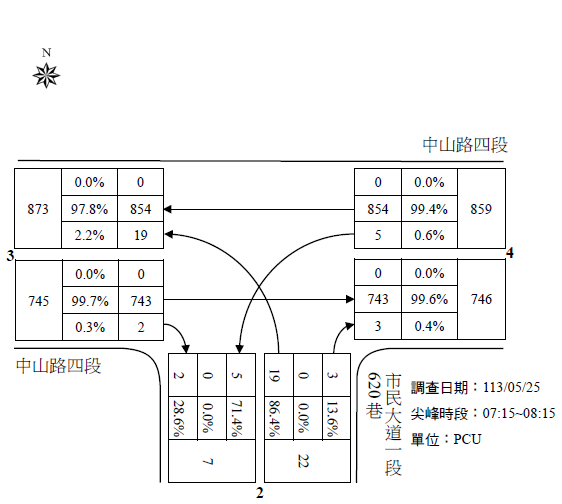 N
中山路四段
0.0% 0
873 97.8% 854
2.2% 19
0 0.0%
854 99.4% 859
5 0.6%
3
4
0.0% 0
745 99.7% 743
0.3% 2
0 0.0%
743 99.6% 746
3 0.4%
中山路四段
2 0 5
28.6% 0.0% 71.4%
7
19 0 3
86.4% 0.0% 13.6%
22
市民大道一段
620巷
調查日期：113/05/25
尖峰時段：07:15~08:15
單位：PCU
2